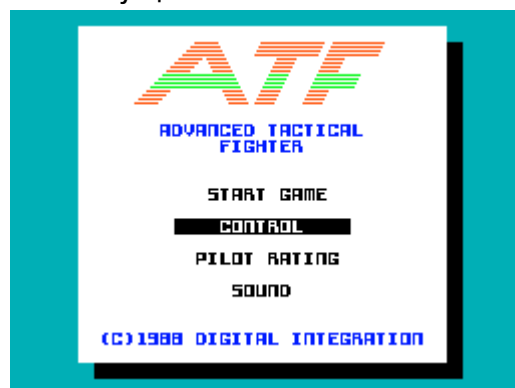 ATF
ADVANCED TACTICAL
FIGHTER
START GAME
CONTROL
PILOT RATING
SOUND
(C)1988 DIGITAL INTEGRATION